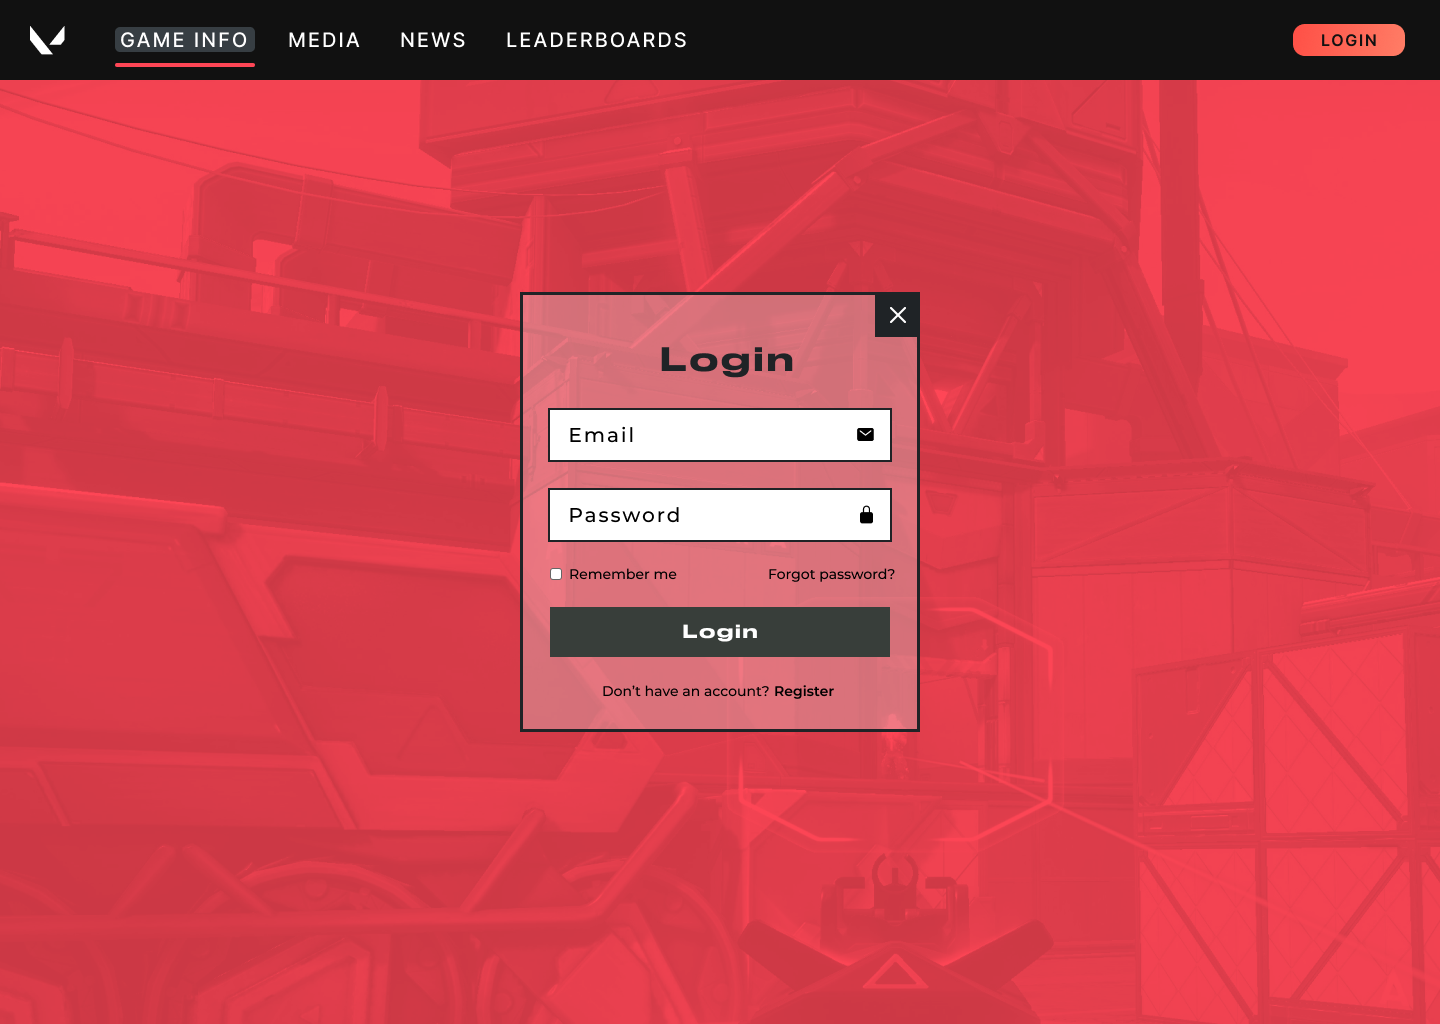 GAME INFO MEDIA NEWS LEADERBOARDS LOGIN
Login
Email
Password
Remember me Forgot password?
Login
Don’t have an account? Register